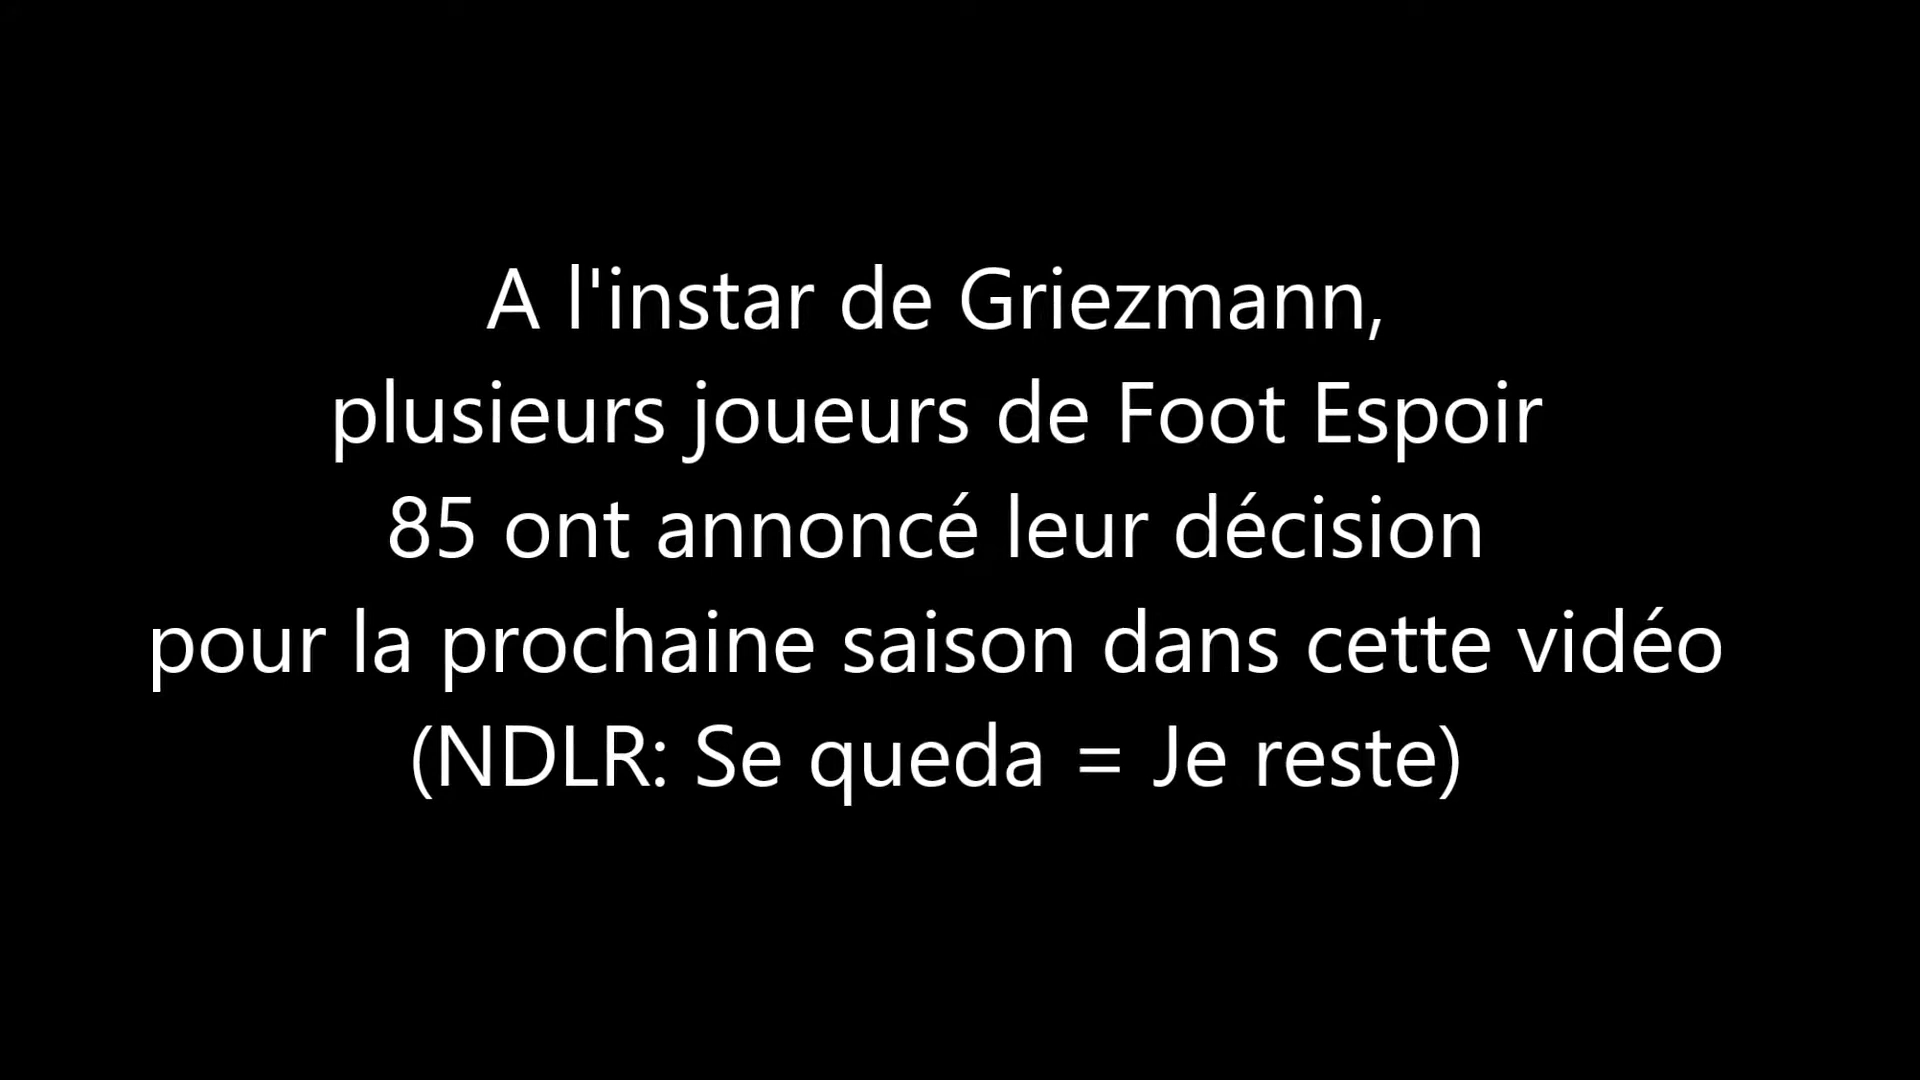 A l'instar de Griezmann,
plusieurs joueurs de Foot Espoir
85 ont annoncé leur décision
pour la prochaine saison dans cette vidéo
(NDLR: Se queda = Je reste)